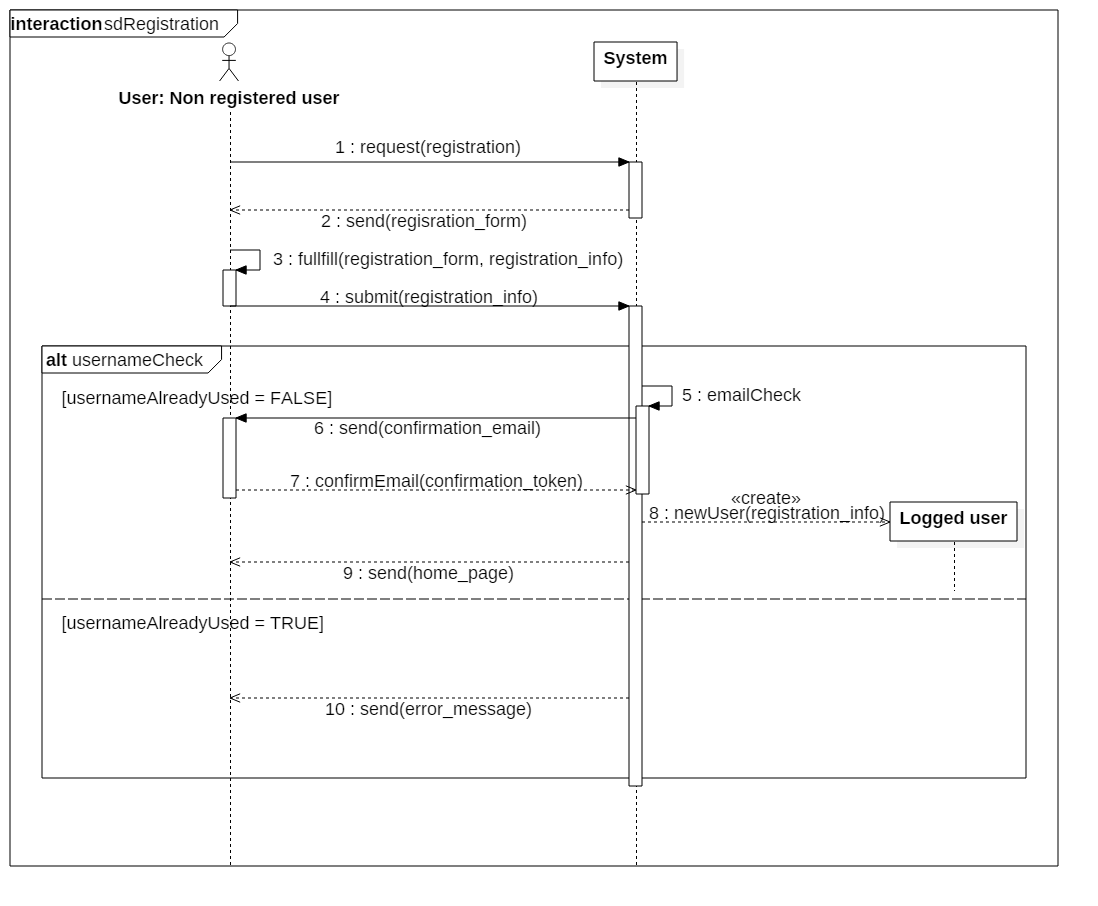 interaction sdRegistration
System
User: Non registered user
1 : request(registration)
2 : send(regisration_form)
3 : fullfill(registration_form, registration_info)
4 : submit(registration_info)
alt usernameCheck
[usernameAlreadyUsed = FALSE]
5 : emailCheck
6 : send(confirmation_email)
7 : confirmEmail(confirmation_token)
«create»
8 : newUser(registration_info)
Logged user
9 : send(home_page)
[usernameAlreadyUsed = TRUE]
10 : send(error_message)